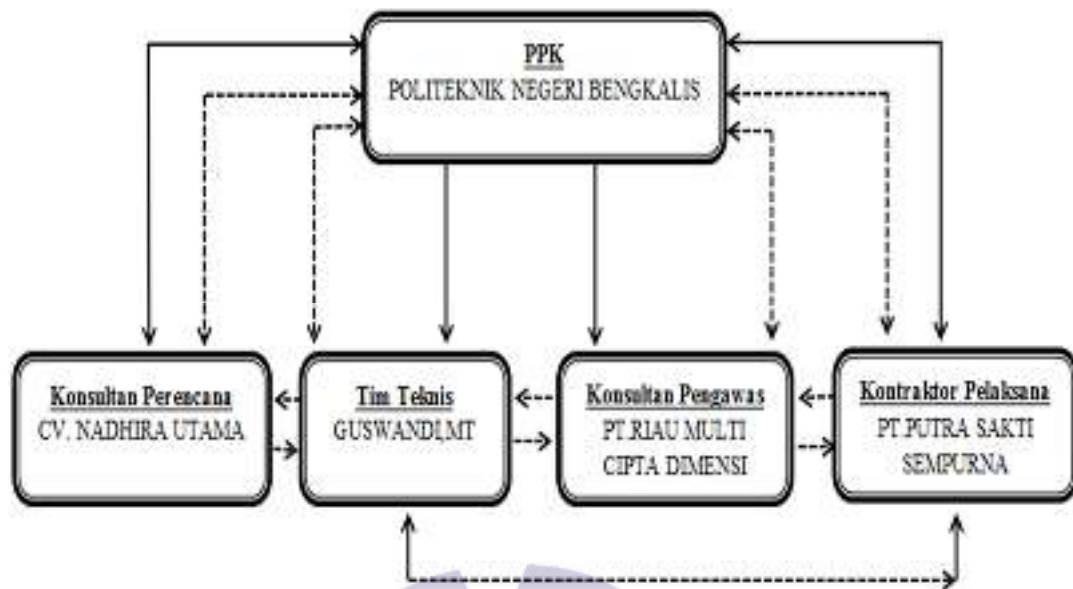 PPK
POLITEKNIK NEGERI BENGKALIS
Konsultan Perencana
CV. NADHIRA UTAMA
Tim Teknis
GUSWANDI,MT
Konsultan Pengawas
PT.RIAU MULTI
CIPTA DIMENSI
Kontraktor Pelaksana
PT.PUTRA SAKTI
SEMPURNA